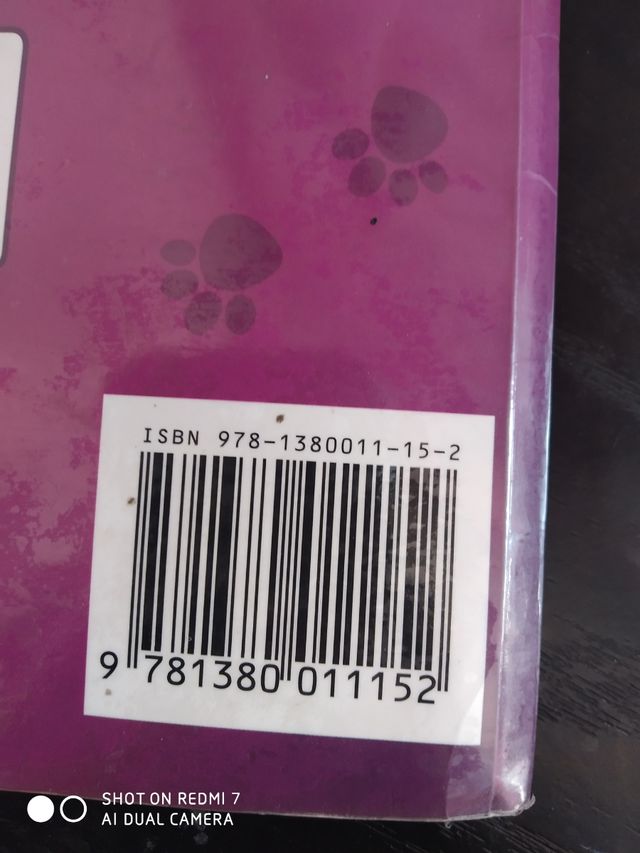 ISBN 978-1380011-15-2
9 781380 011152
SHOT ON REDMI 7
AI DUAL CAMERA